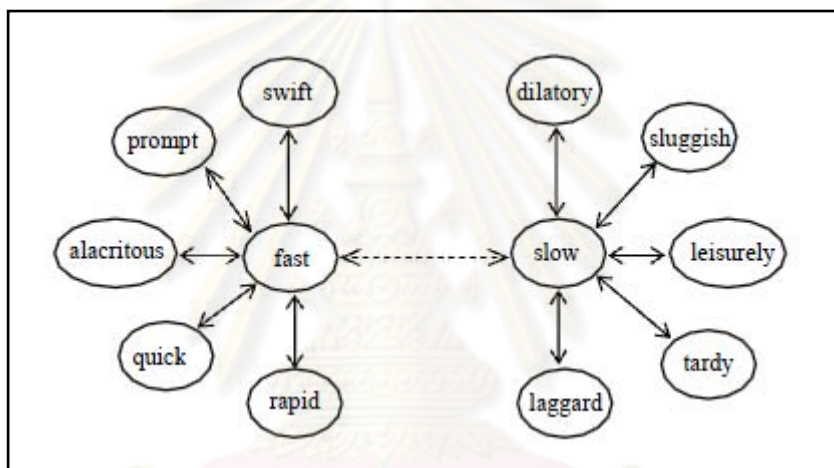 swift
dilatory
prompt
sluggish
alacritous
fast
slow
leisurely
quick
tardy
rapid
laggard